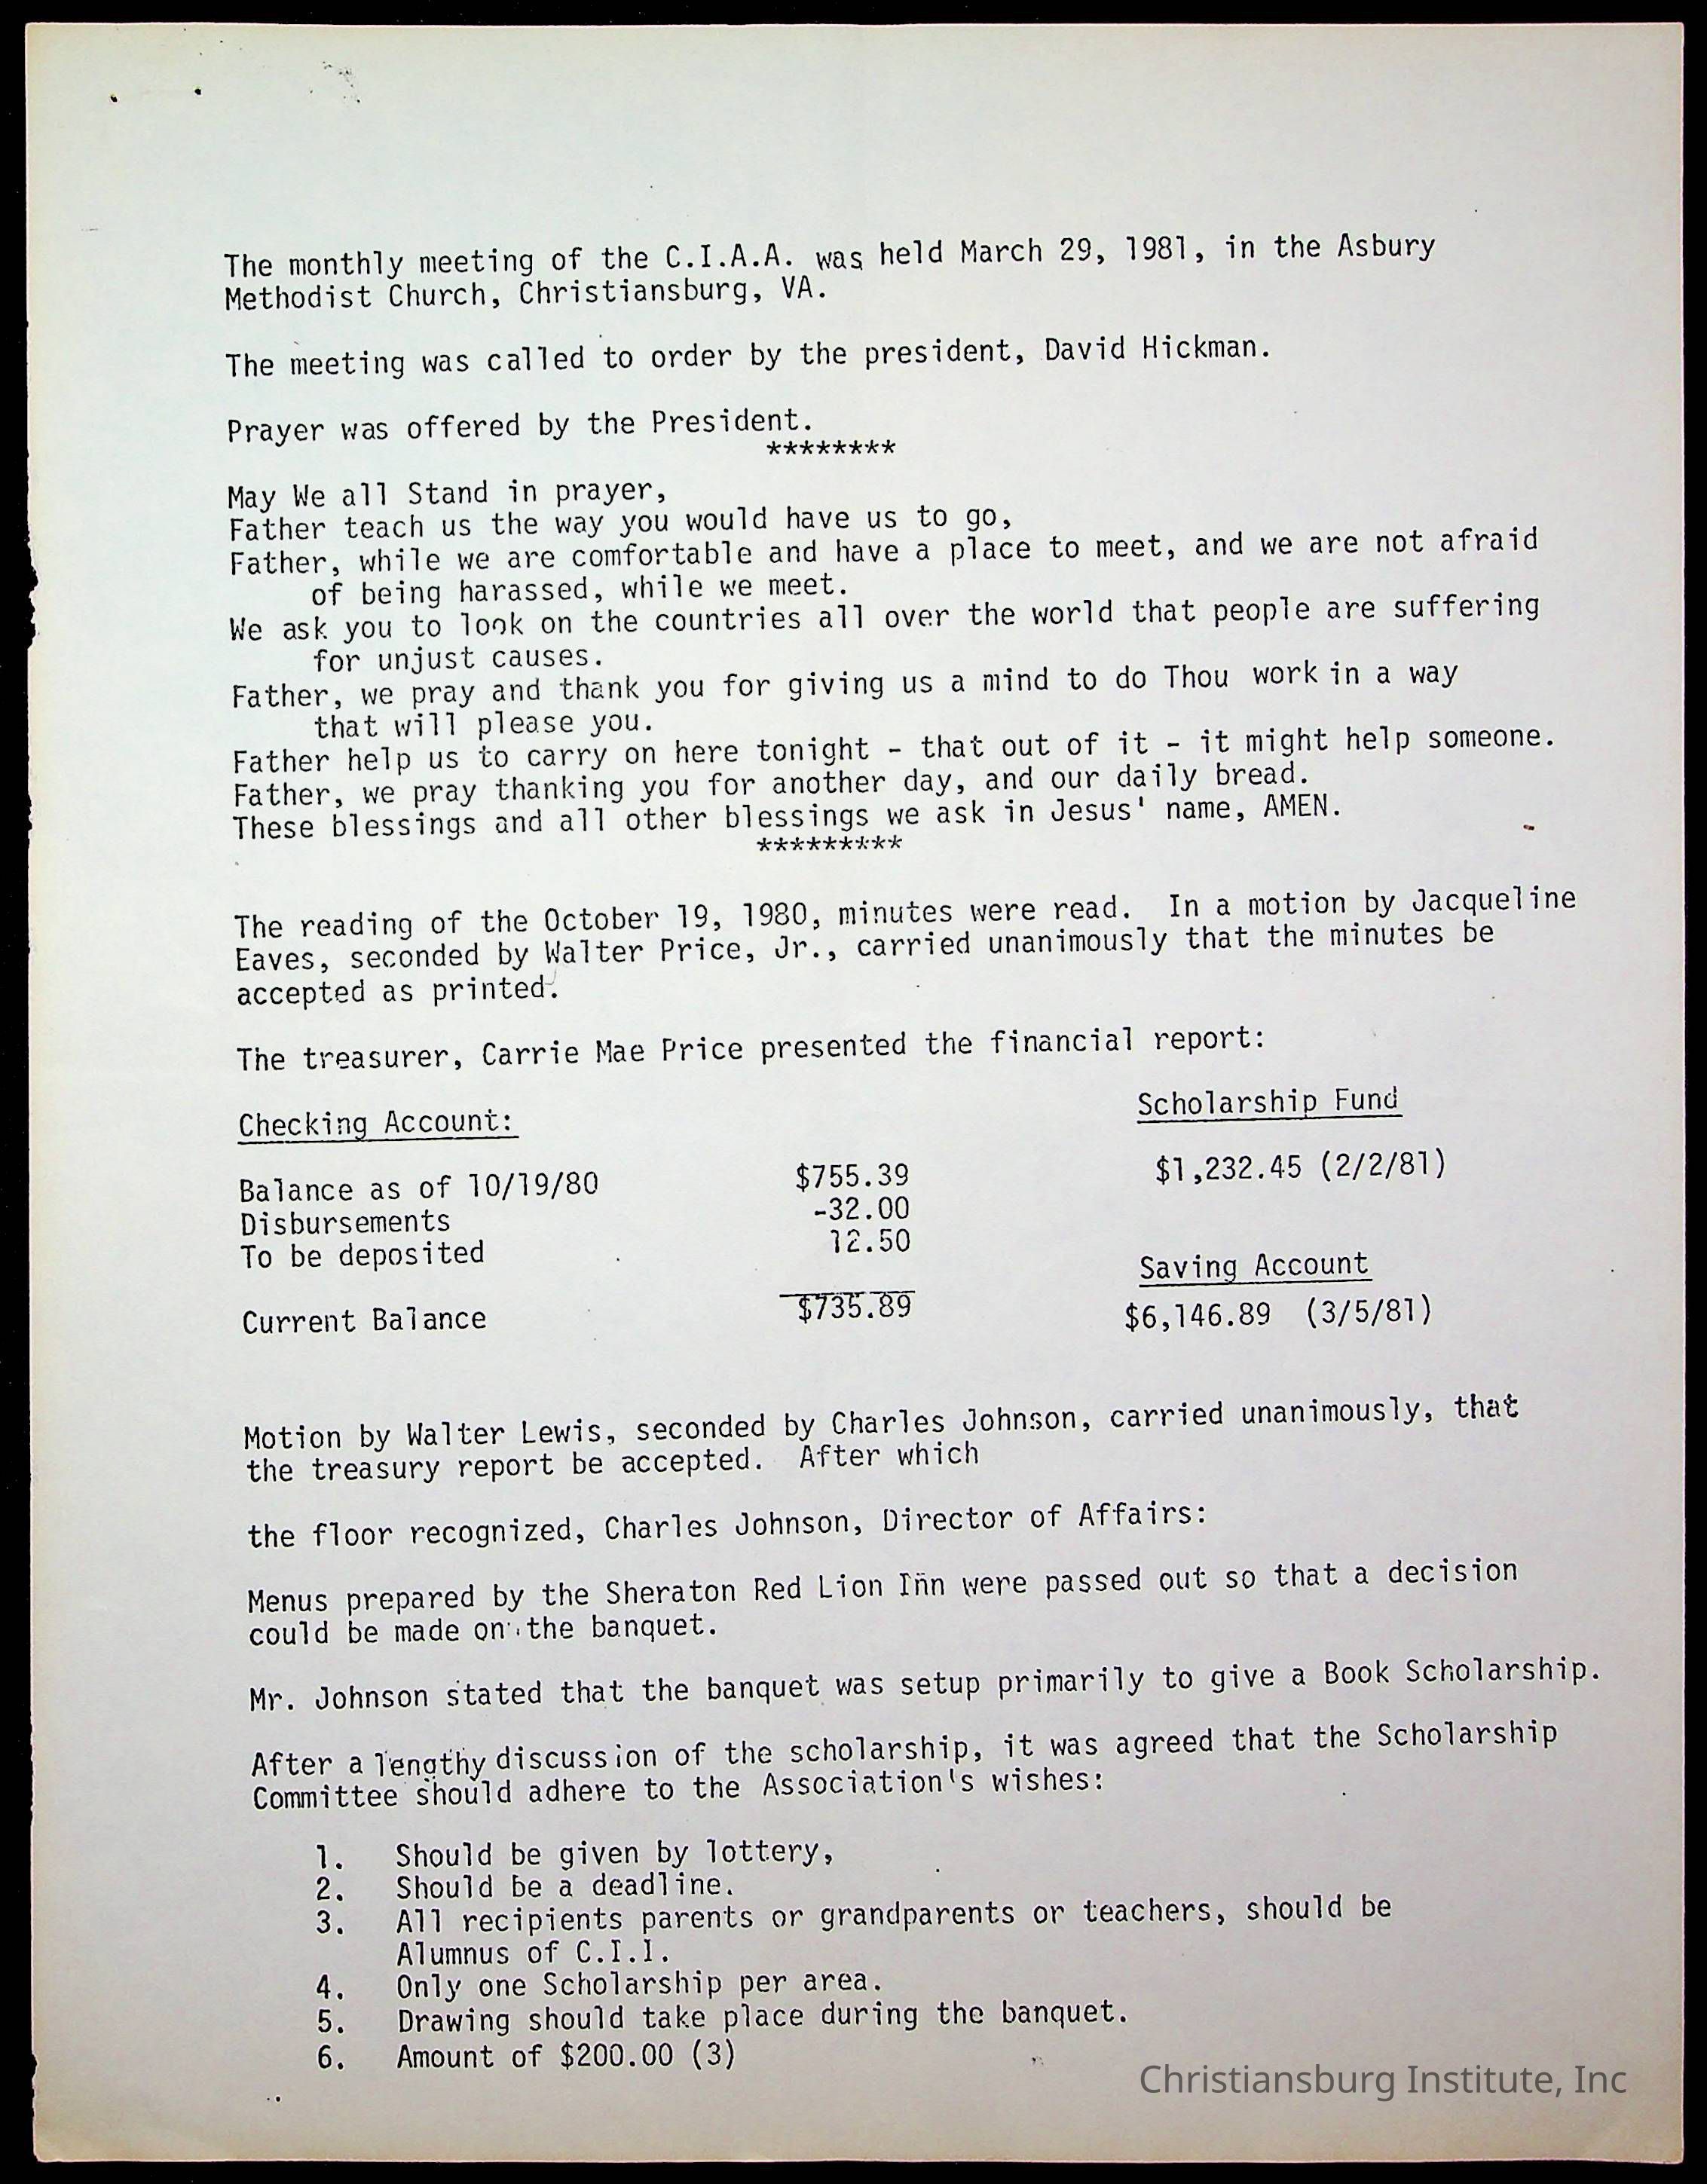 The monthly meeting of the C.I.A.A. was held March 29, 1981, in the Asbury
Methodist Church, Christiansburg, VA.
The meeting was called to order by the president, David Hickman.
Prayer was offered by the President.
********
May We all Stand in prayer,
Father teach us the way you would have us to go,
Father, while we are comfortable and have a place to meet, and we are not afraid
of being harassed, while we meet.
We ask you to look on the countries all over the world that people are suffering
for unjust causes.
Father, we pray and thank you for giving us a mind to do Thou work in a way
that will please you.
Father help us to carry on here tonight - that out of it - it might help someone.
Father, we pray thanking you for another day, and our daily bread.
These blessings and all other blessings we ask in Jesus' name, AMEN.
*********
The reading of the October 19, 1980, minutes were read. In a motion by Jacqueline
Eaves, seconded by Walter Price, Jr., carried unanimously that the minutes be
accepted as printed.
The treasurer, Carrie Mae Price presented the financial report:
Checking Account: Scholarship Fund
Balance as of 10/19/80 $755.39 $1,232.45 (2/2/81)
Disbursements -32.00
To be deposited 12.50
Saving Account
Current Balance $735.89 $6,146.89 (3/5/81)
Motion by Walter Lewis, seconded by Charles Johnson, carried unanimously, that
the treasury report be accepted. After which
the floor recognized, Charles Johnson, Director of Affairs:
Menus prepared by the Sheraton Red Lion Inn were passed out so that a decision
could be made on the banquet.
Mr. Johnson stated that the banquet was setup primarily to give a Book Scholarship.
After a lengthy discussion of the scholarship, it was agreed that the Scholarship
Committee should adhere to the Association's wishes:
1. Should be given by lottery,
2. Should be a deadline.
3. All recipients parents or grandparents or teachers, should be
Alumnus of C.I.I.
4. Only one Scholarship per area.
5. Drawing should take place during the banquet.
6. Amount of $200.00 (3)
Christiansburg Institute, Inc